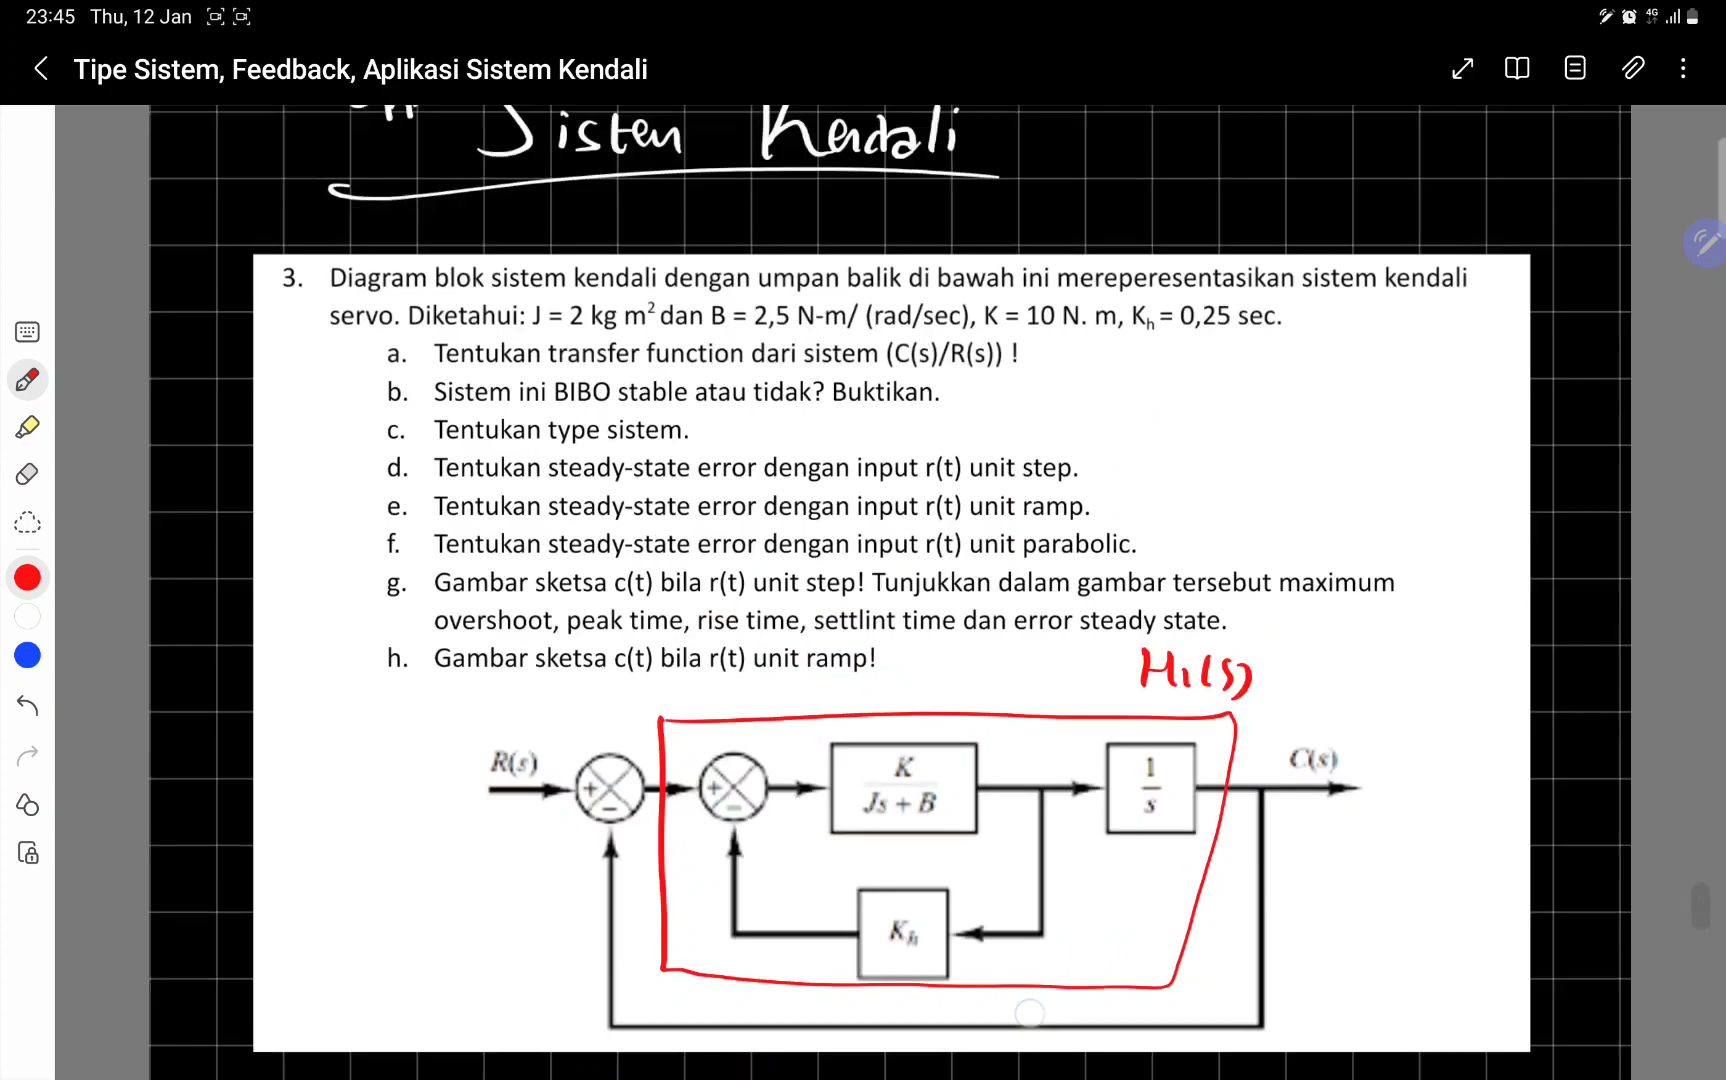 23:45 Thu, 12 Jan
4G
Tipe Sistem, Feedback, Aplikasi Sistem Kendali
Sistem Kendali
3. Diagram blok sistem kendali dengan umpan balik di bawah ini mereperesentasikan sistem kendali
servo. Diketahui: J = 2 kg m² dan B = 2,5 N-m/ (rad/sec), K = 10 N. m, Kₕ = 0,25 sec.
a. Tentukan transfer function dari sistem (C(s)/R(s)) !
b. Sistem ini BIBO stable atau tidak? Buktikan.
c. Tentukan type sistem.
d. Tentukan steady-state error dengan input r(t) unit step.
e. Tentukan steady-state error dengan input r(t) unit ramp.
f. Tentukan steady-state error dengan input r(t) unit parabolic.
g. Gambar sketsa c(t) bila r(t) unit step! Tunjukkan dalam gambar tersebut maximum
overshoot, peak time, rise time, settlint time dan error steady state.
h. Gambar sketsa c(t) bila r(t) unit ramp!
H₁(s)
R(s)
+
−
+
−
K
Js + B
1
s
C(s)
Kₕ